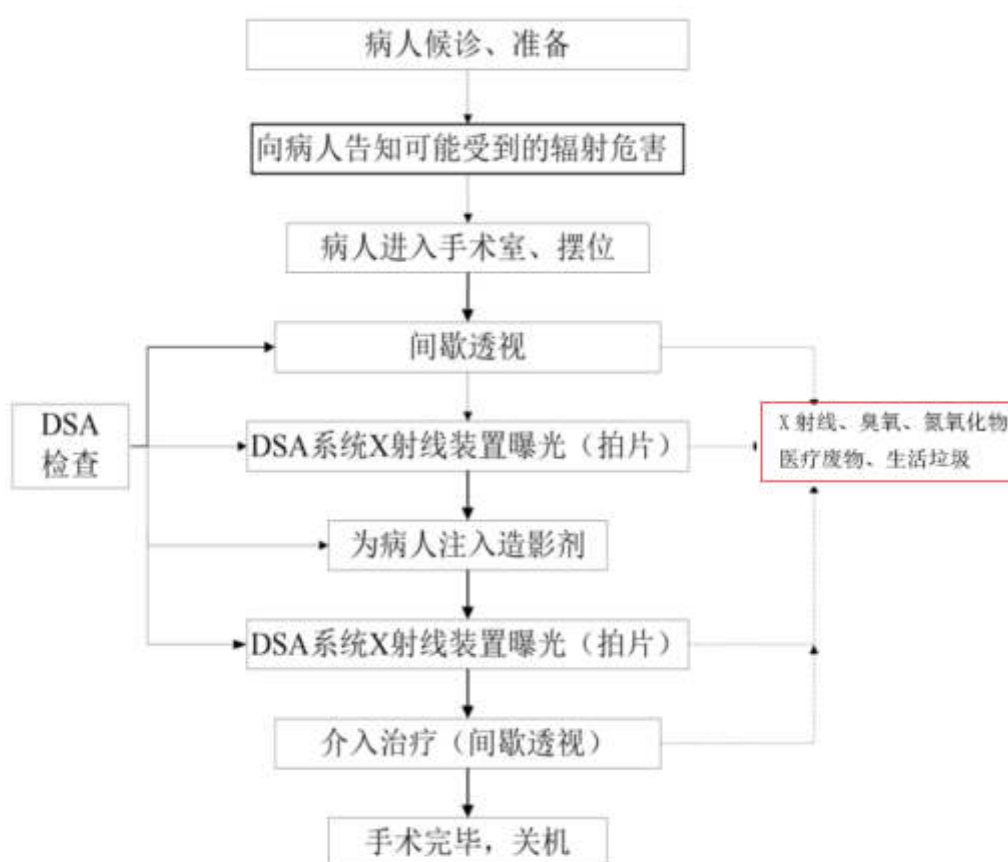 病人候诊、准备
向病人告知可能受到的辐射危害
病人进入手术室、摆位
间歇透视
DSA
检查
DSA系统X射线装置曝光（拍片）
X 射线、臭氧、氮氧化物
医疗废物、生活垃圾
为病人注入造影剂
DSA系统X射线装置曝光（拍片）
介入治疗（间歇透视）
手术完毕，关机